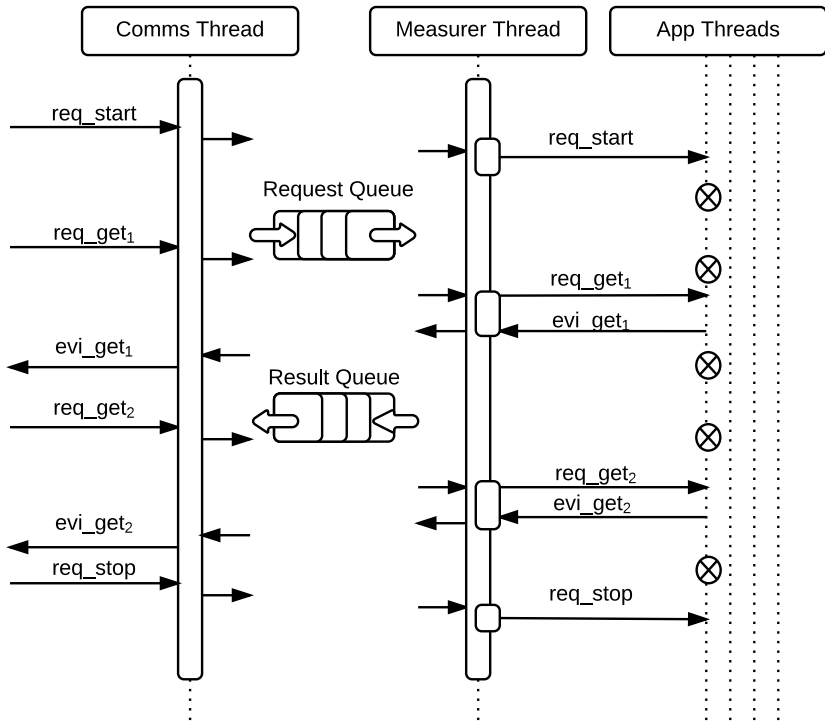 Comms Thread
Measurer Thread
App Threads
req_start
req_start
Request Queue
req_get₁
req_get₁
evi_get₁
evi_get₁
Result Queue
req_get₂
req_get₂
evi_get₂
evi_get₂
req_stop
req_stop